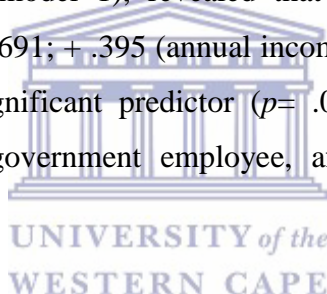 model 1), revealed that
691; + .395 (annual incom
gnificant predictor (p= .0
government employee, a
UNIVERSITY of the
WESTERN CAPE